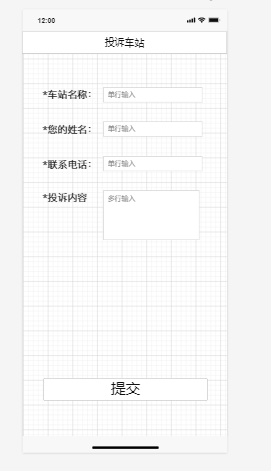 12:00
投诉车站
*车站名称： 单行输入
*您的姓名： 单行输入
*联系电话： 单行输入
*投诉内容 多行输入
提交